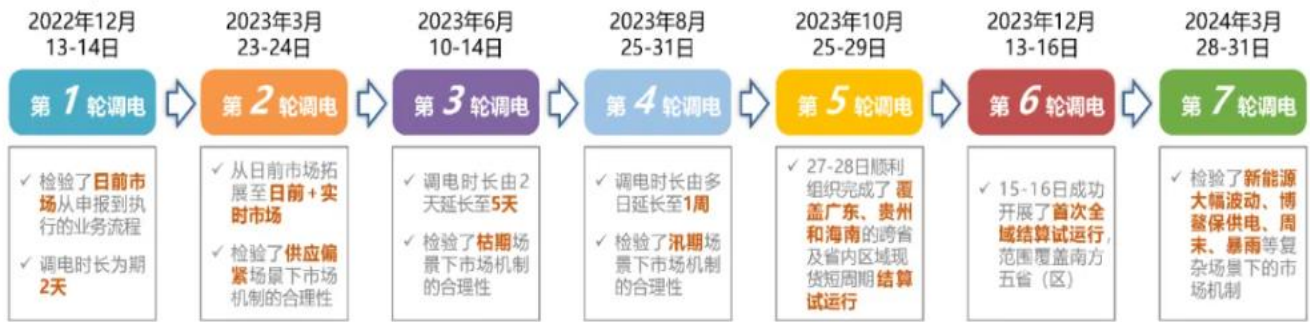 2022年12月
13-14日
第1轮调电
✓ 检验了日前市
场从申报到执
行的业务流程
✓ 调电时长为期
2天
2023年3月
23-24日
第2轮调电
✓ 从日前市场拓
展至日前+实
时市场
✓ 检验了供应偏
紧场景下市场
机制的合理性
2023年6月
10-14日
第3轮调电
✓ 调电时长由2
天延长至5天
✓ 检验了枯期场
景下市场机制
的合理性
2023年8月
25-31日
第4轮调电
✓ 调电时长由多
日延长至1周
✓ 检验了汛期场
景下市场机制
的合理性
2023年10月
25-29日
第5轮调电
✓ 27-28日顺利
组织完成了覆
盖广东、贵州
和海南的跨省
及省内区域现
货短周期结算
试运行
2023年12月
13-16日
第6轮调电
✓ 15-16日成功
开展了首次全
域结算试运行,
范围覆盖南方
五省（区）
2024年3月
28-31日
第7轮调电
✓ 检验了新能源
大幅波动、博
鳌保供电、周
末、暴雨等复
杂场景下的市
场机制